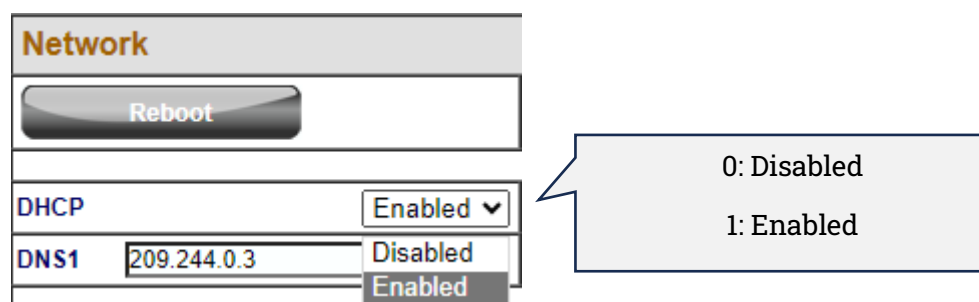 Network
Reboot
DHCP Enabled
DNS1 209.244.0.3 Disabled
Enabled
0: Disabled
1: Enabled